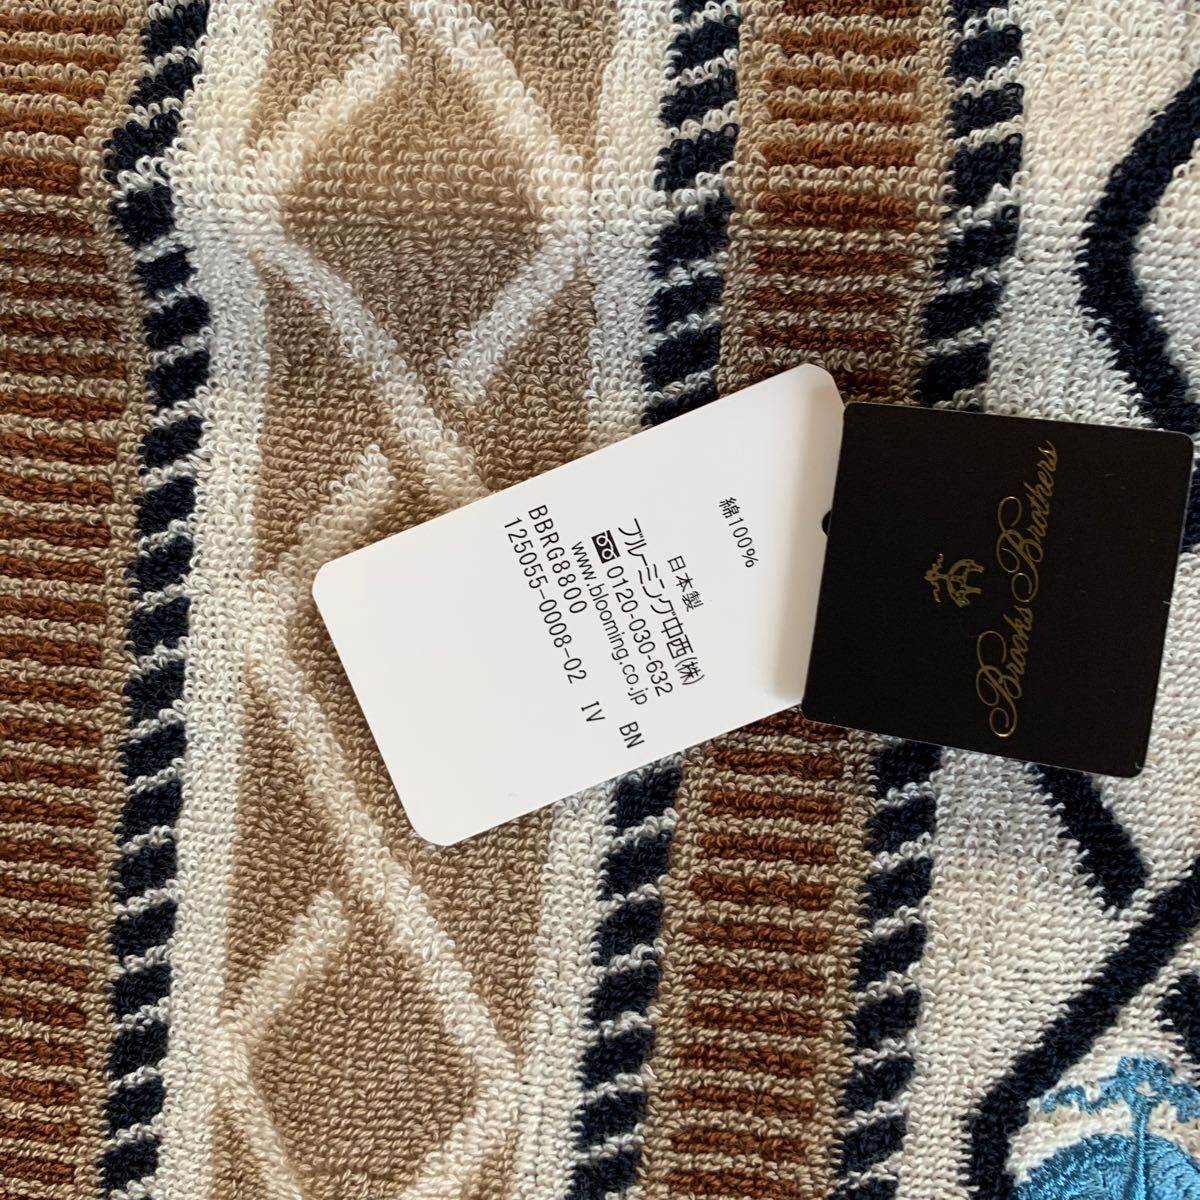 綿100%
日本製
ブルーミング中西(株)
0120-030-632
www.blooming.co.jp
BBRG8800 BN
125055-0008-02 IV
Brooks Brothers